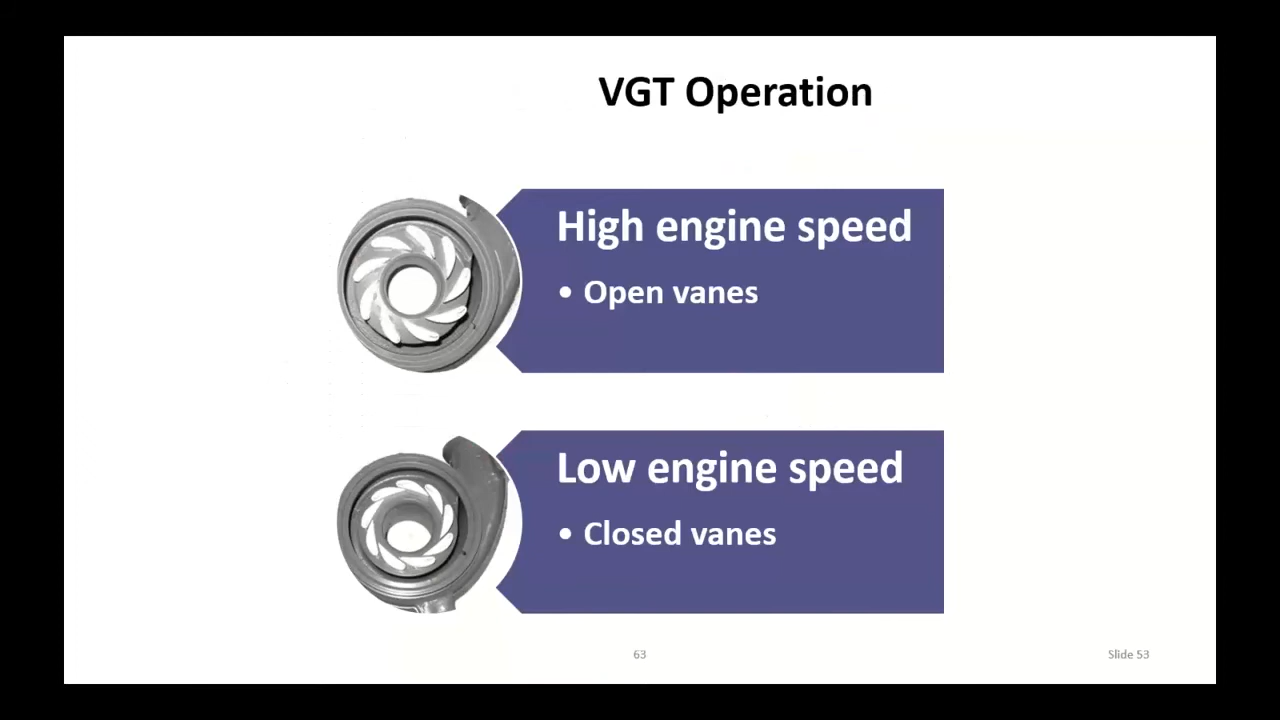 VGT Operation
High engine speed
• Open vanes
Low engine speed
• Closed vanes
63
Slide 53